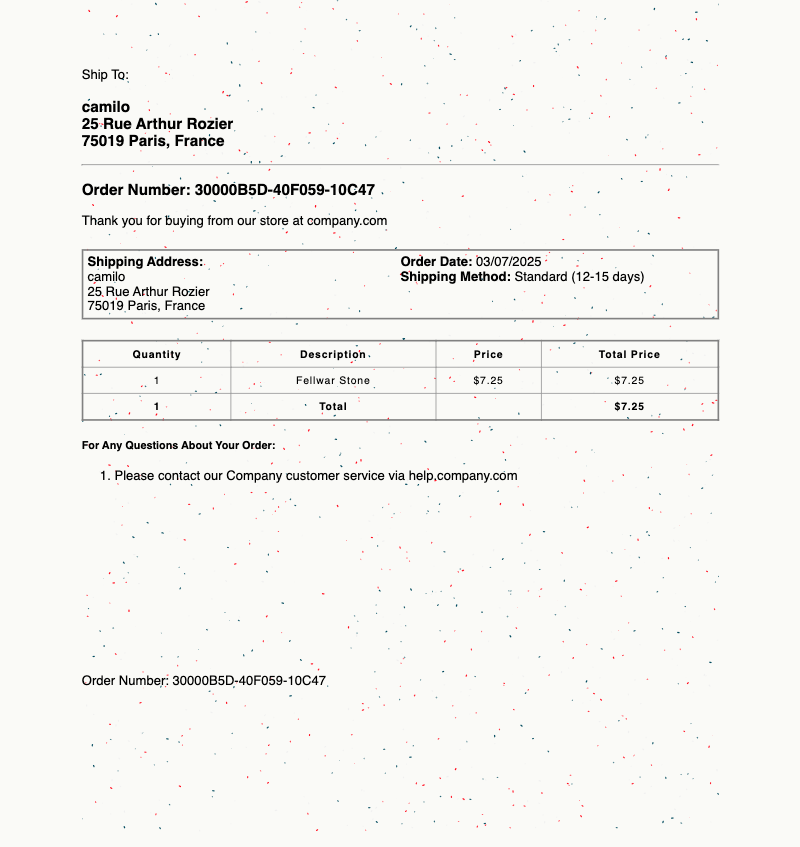 Ship To:
camilo
25 Rue Arthur Rozier
75019 Paris, France
Order Number: 30000B5D-40F059-10C47
Thank you for buying from our store at company.com
Shipping Address:
camilo
25 Rue Arthur Rozier
75019 Paris, France
Order Date: 03/07/2025
Shipping Method: Standard (12-15 days)
Quantity Description Price Total Price
1 Fellwar Stone $7.25 $7.25
1 Total $7.25
For Any Questions About Your Order:
1. Please contact our Company customer service via help.company.com
Order Number: 30000B5D-40F059-10C47